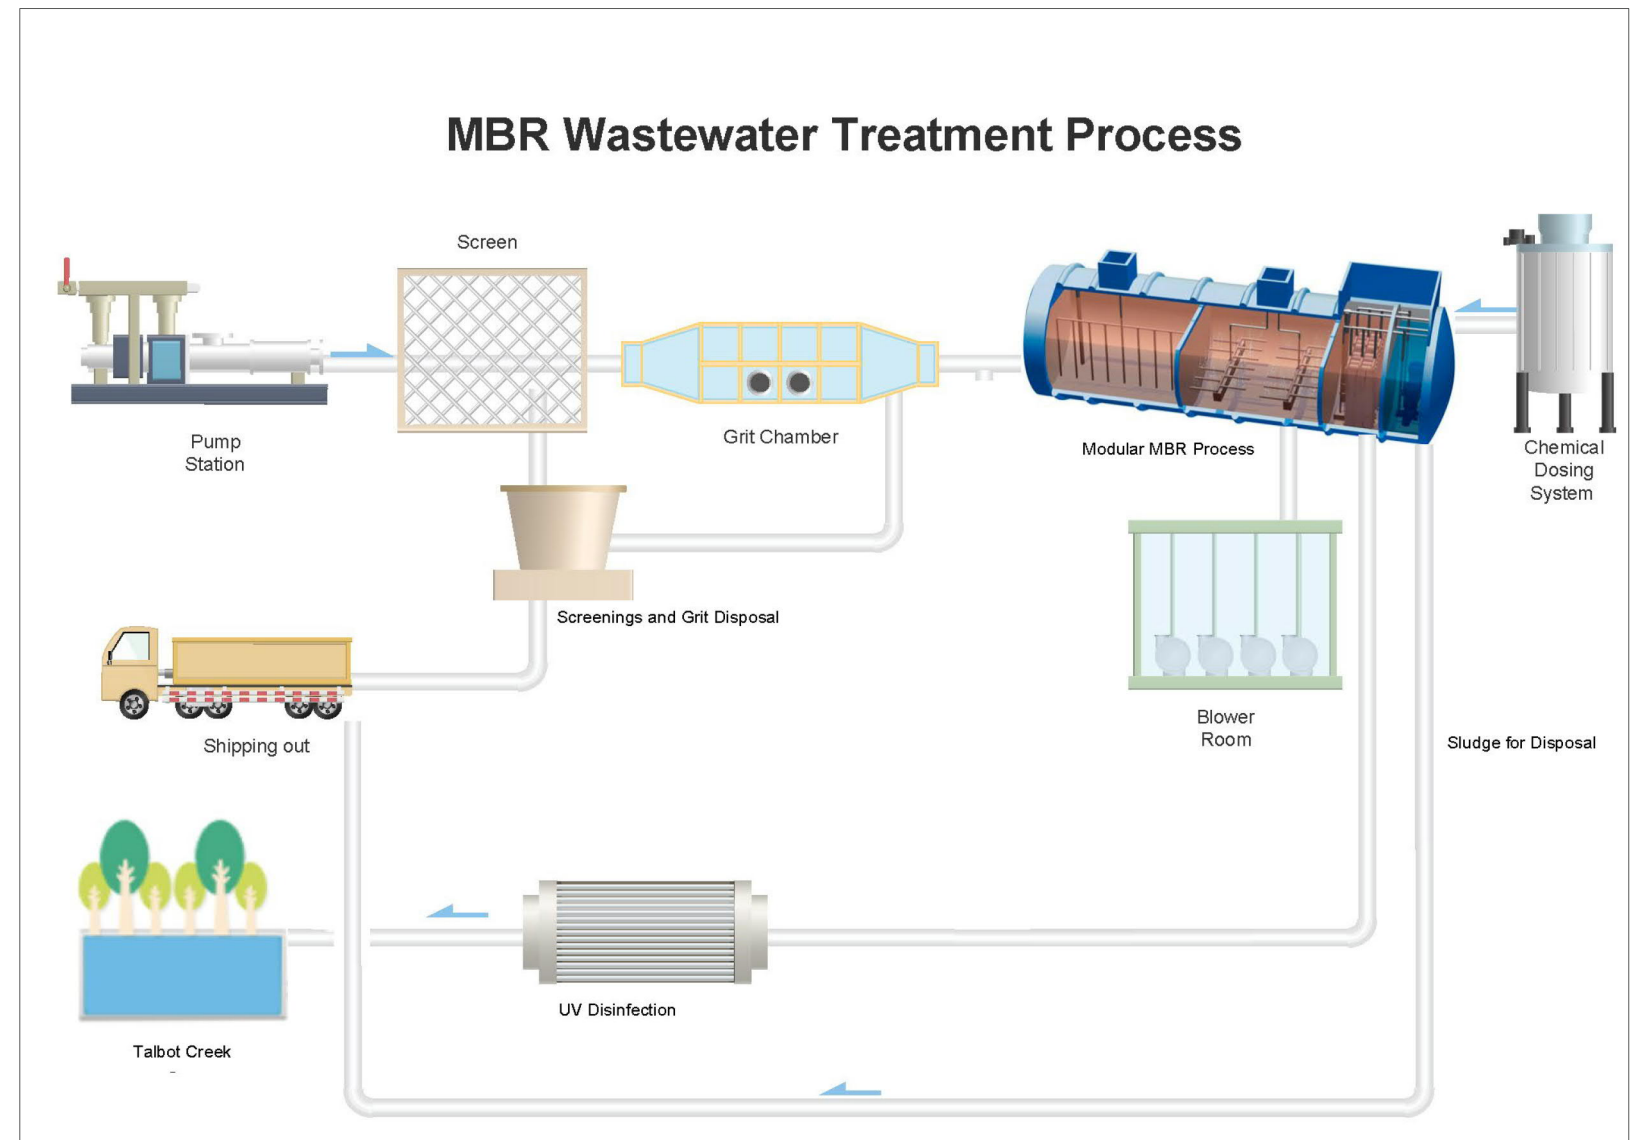 MBR Wastewater Treatment Process
Screen
Pump
Station
Grit Chamber
Modular MBR Process
Chemical
Dosing
System
Screenings and Grit Disposal
Shipping out
Blower
Room
Sludge for Disposal
UV Disinfection
Talbot Creek